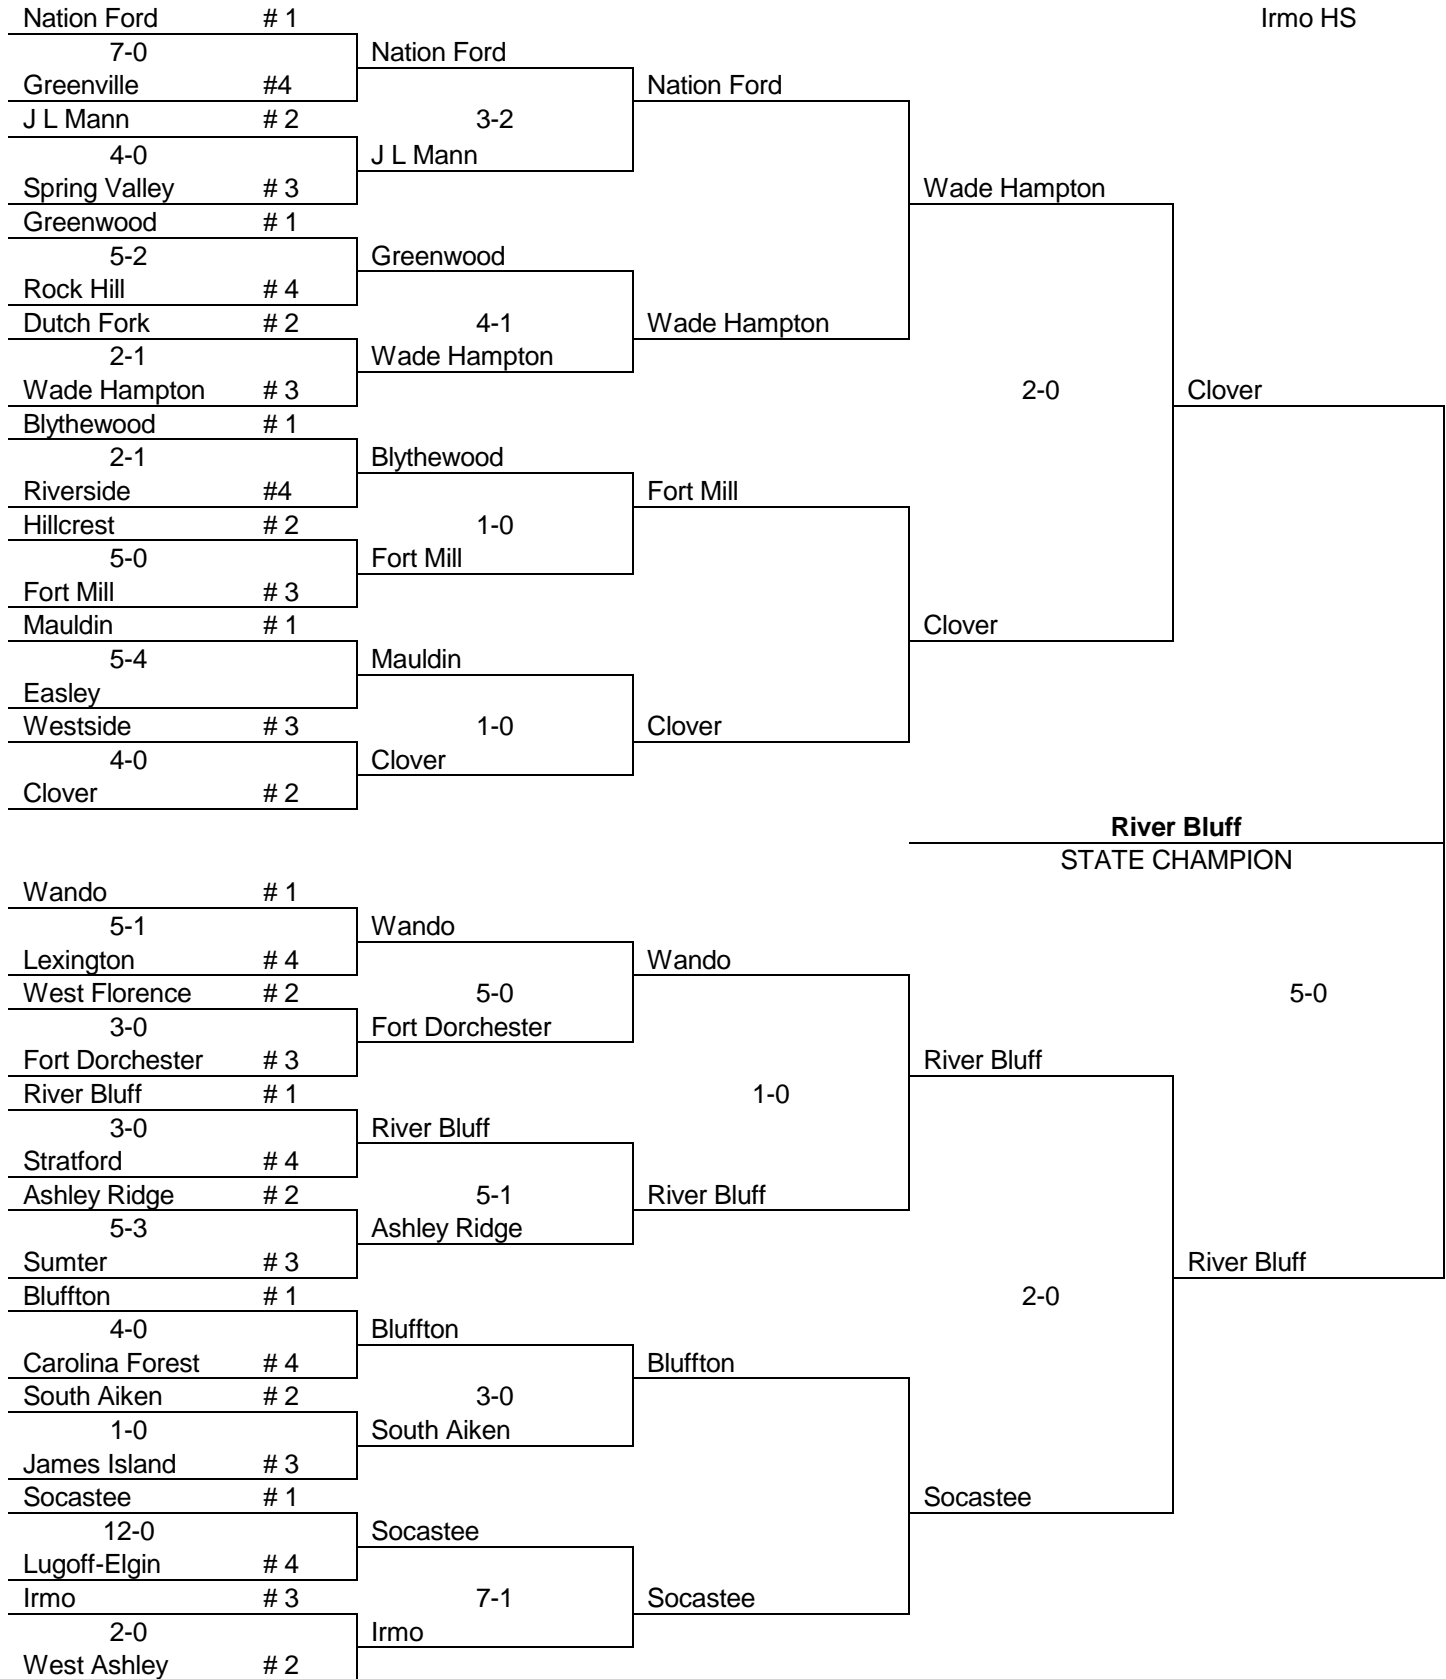 Nation Ford # 1 Irmo HS
7-0 Nation Ford
Greenville #4 Nation Ford
J L Mann # 2 3-2
4-0 J L Mann
Spring Valley # 3 Wade Hampton
Greenwood # 1
5-2 Greenwood
Rock Hill # 4
Dutch Fork # 2 4-1 Wade Hampton
2-1 Wade Hampton
Wade Hampton # 3 2-0 Clover
Blythewood # 1
2-1 Blythewood
Riverside #4 Fort Mill
Hillcrest # 2 1-0
5-0 Fort Mill
Fort Mill # 3
Mauldin # 1 Clover
5-4 Mauldin
Easley
Westside # 3 1-0 Clover
4-0 Clover
Clover # 2
River Bluff
STATE CHAMPION
Wando # 1
5-1 Wando
Lexington # 4 Wando
West Florence # 2 5-0 5-0
3-0 Fort Dorchester
Fort Dorchester # 3 River Bluff
River Bluff # 1 1-0
3-0 River Bluff
Stratford # 4
Ashley Ridge # 2 5-1 River Bluff
5-3 Ashley Ridge
Sumter # 3 River Bluff
Bluffton # 1 2-0
4-0 Bluffton
Carolina Forest # 4 Bluffton
South Aiken # 2 3-0
1-0 South Aiken
James Island # 3
Socastee # 1 Socastee
12-0 Socastee
Lugoff-Elgin # 4
Irmo # 3 7-1 Socastee
2-0 Irmo
West Ashley # 2